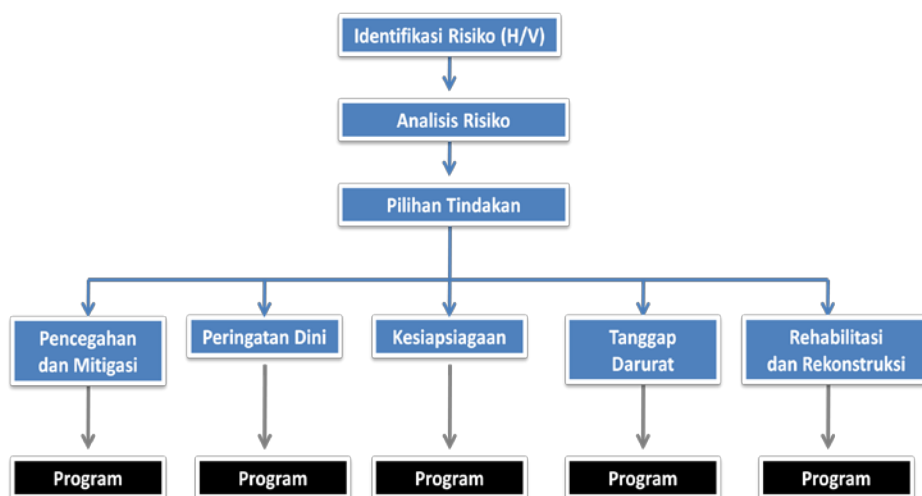 Identifikasi Risiko (H/V)
Analisis Risiko
Pilihan Tindakan
Pencegahan
dan Mitigasi
Peringatan Dini
Kesiapsiagaan
Tanggap
Darurat
Rehabilitasi
dan Rekonstruksi
Program
Program
Program
Program
Program